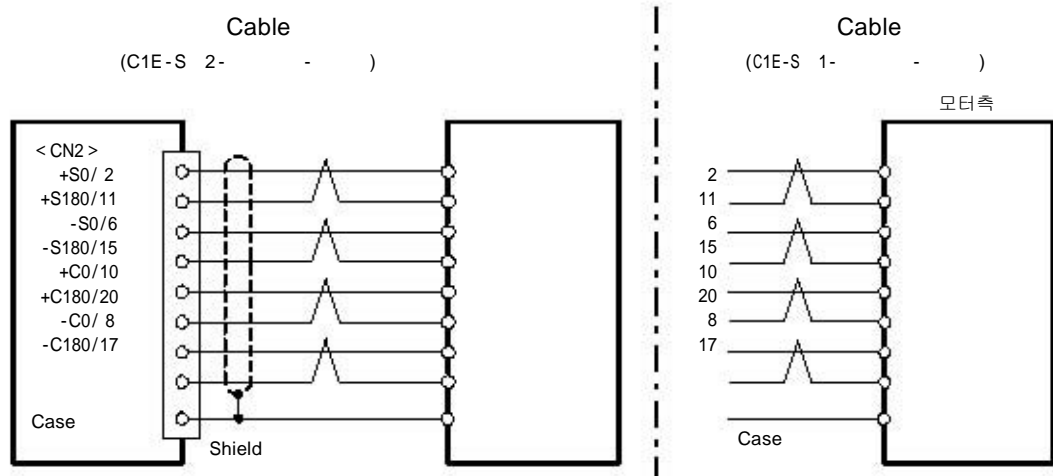 Cable
(C1E-S 2- - )
< CN2 >
+S0/ 2
+S180/11
-S0/6
-S180/15
+C0/10
+C180/20
-C0/ 8
-C180/17
Case
Shield
Cable
(C1E-S 1- - )
모터측
2
11
6
15
10
20
8
17
Case